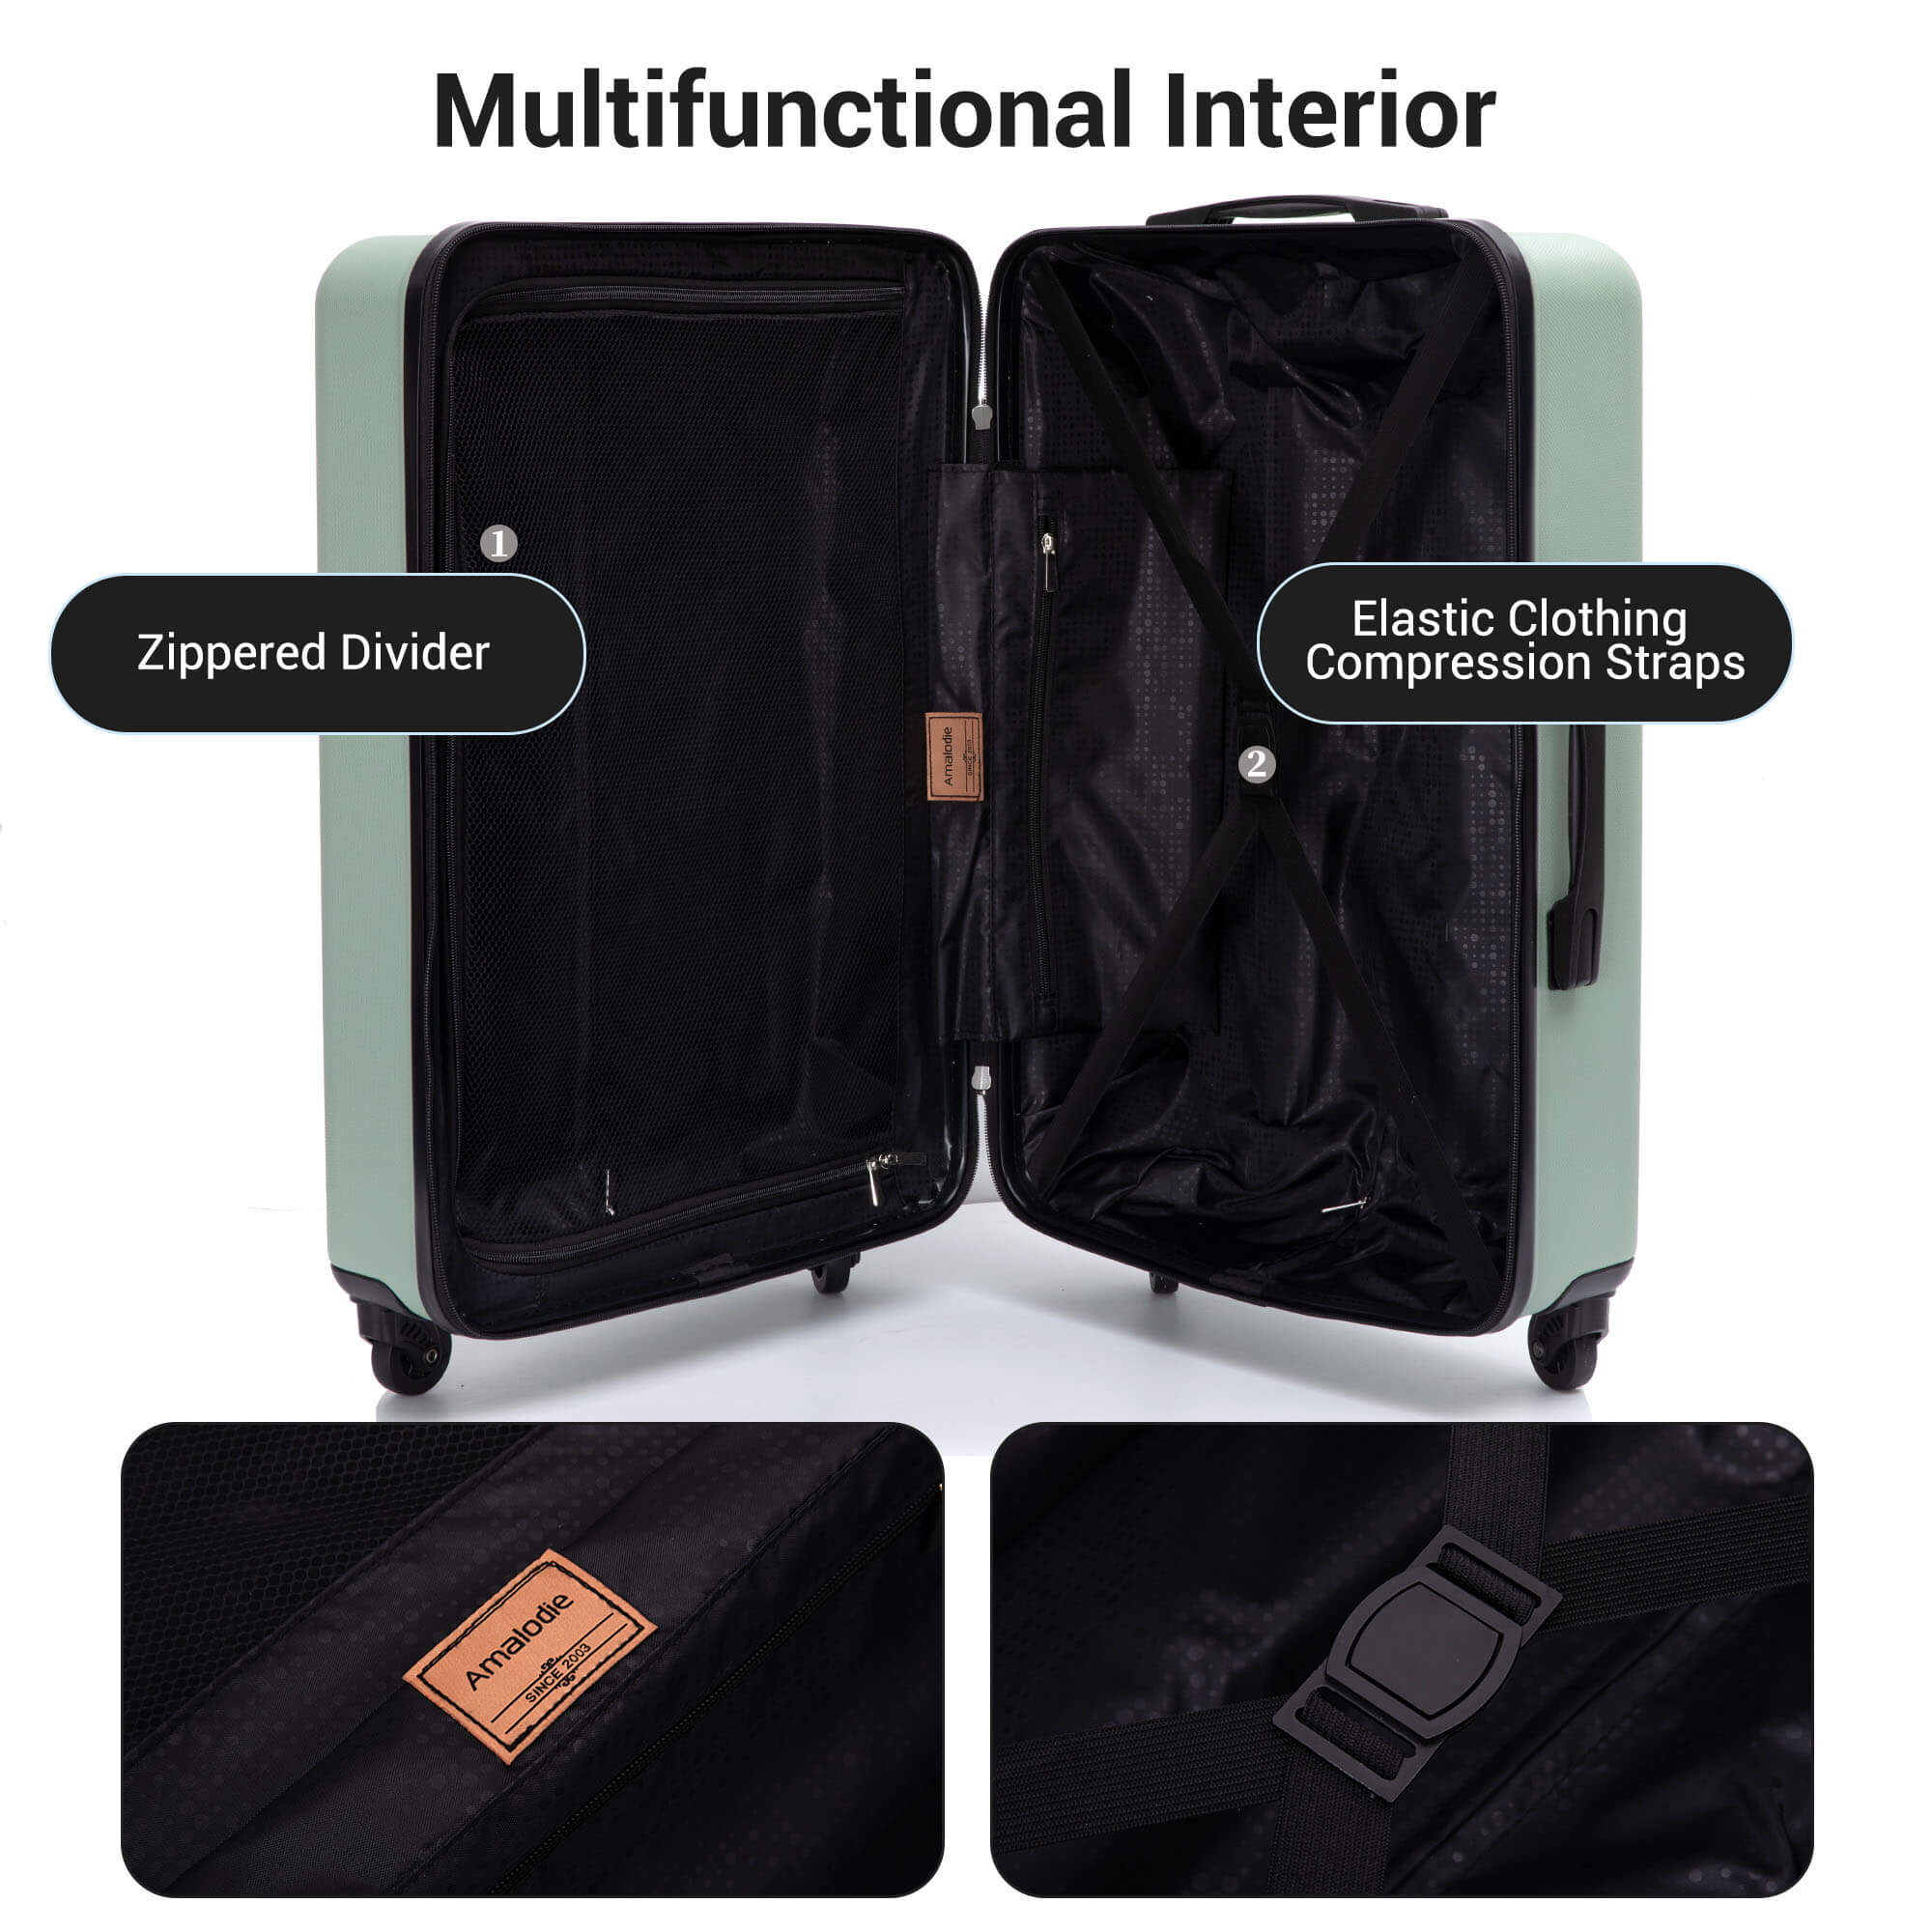 Multifunctional Interior
1
Zippered Divider
Elastic Clothing
Compression Straps
Amalodie
SINCE 2003
2
Amalodie
SINCE 2003